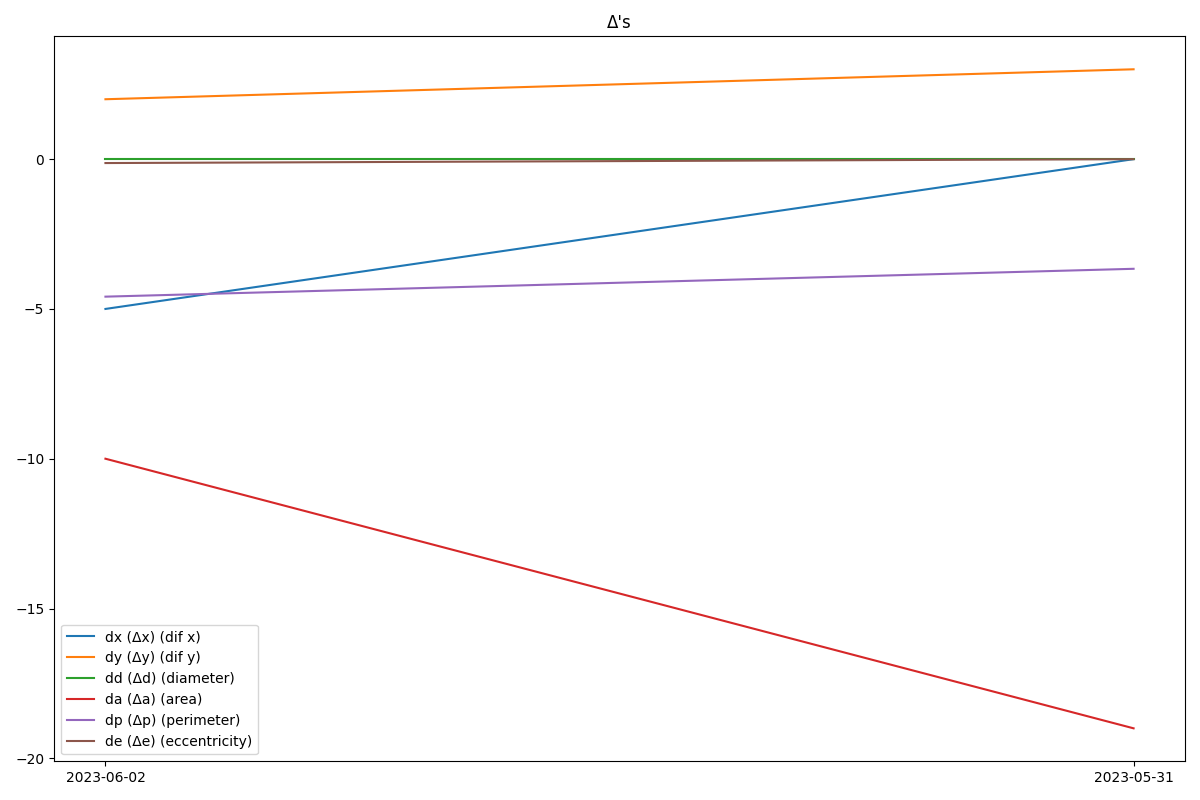 Δ's
0
−5
−10
−15
−20
dx (Δx) (dif x)
dy (Δy) (dif y)
dd (Δd) (diameter)
da (Δa) (area)
dp (Δp) (perimeter)
de (Δe) (eccentricity)
2023-06-02
2023-05-31